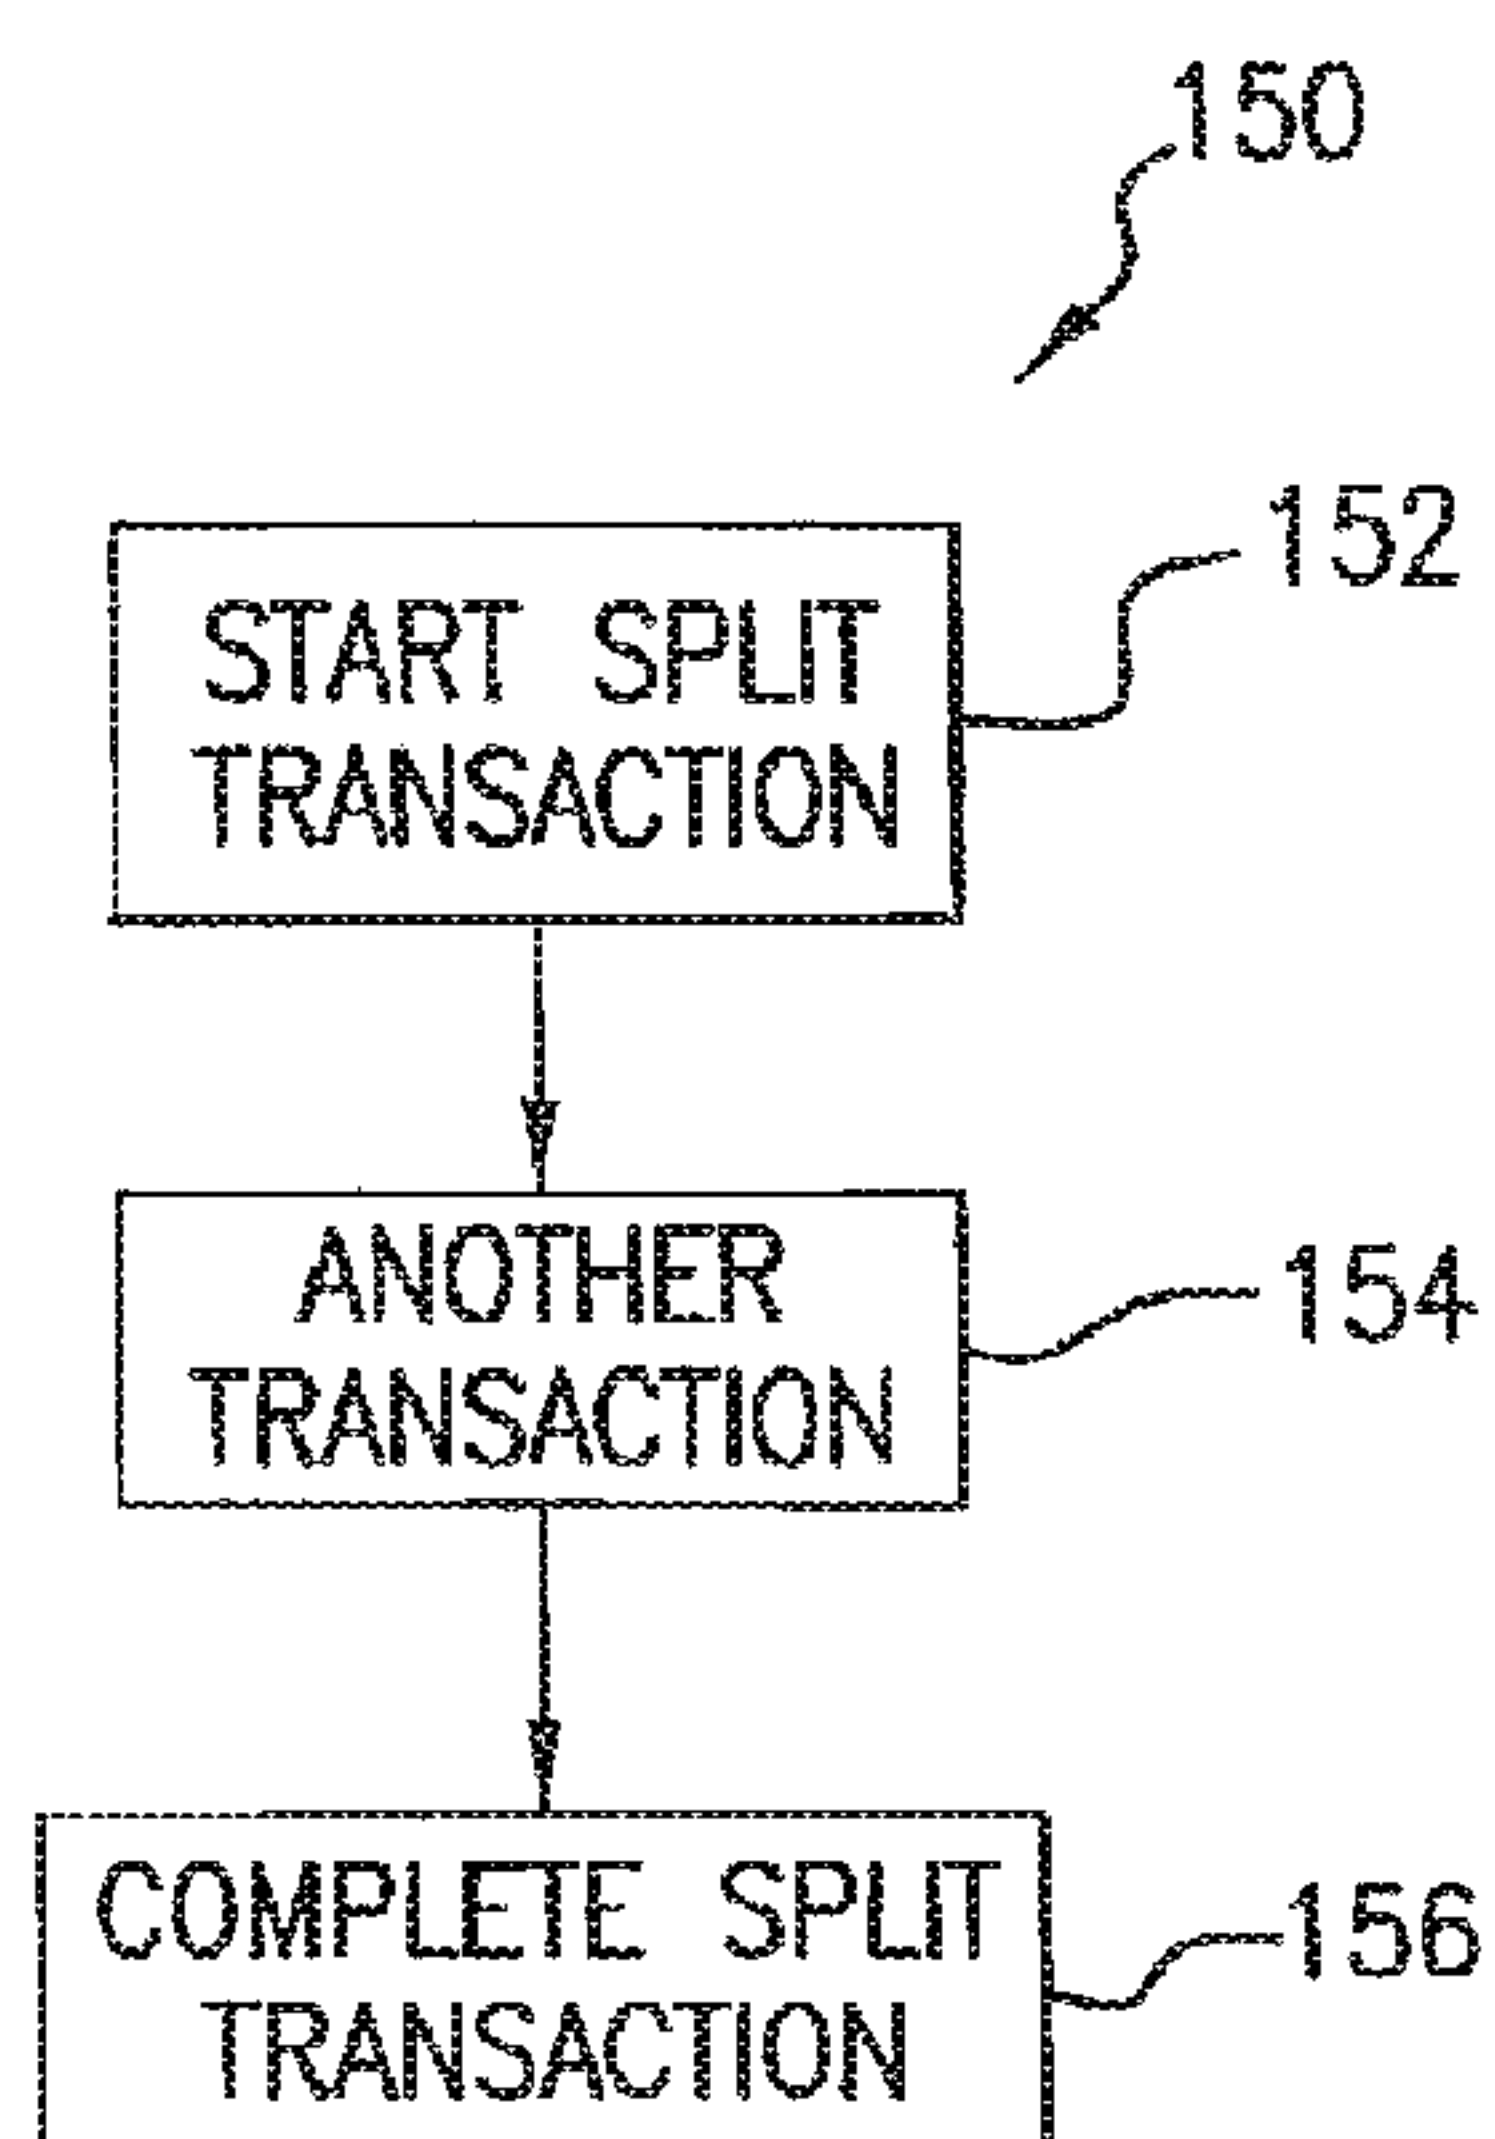 150
START SPLIT
TRANSACTION
152
ANOTHER
TRANSACTION
154
COMPLETE SPLIT
TRANSACTION
156